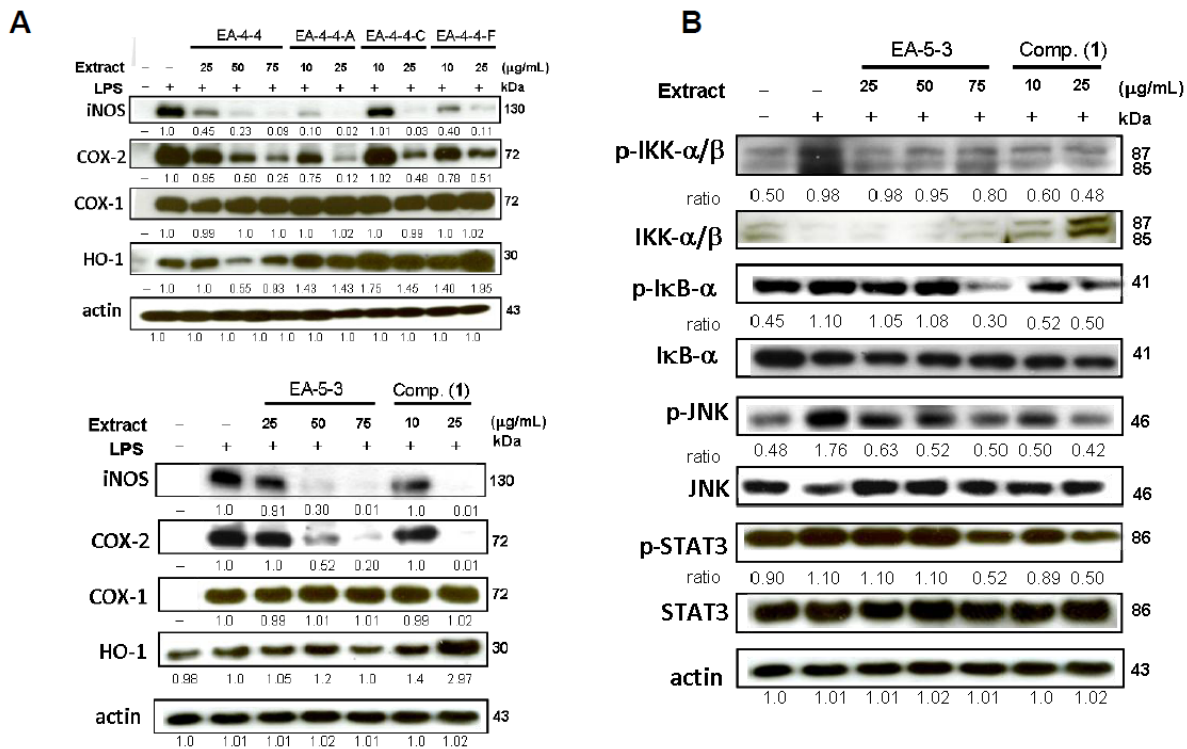 A
EA-4-4 EA-4-4-A EA-4-4-C EA-4-4-F
Extract – – 25 50 75 10 25 10 25 10 25 (μg/mL)
LPS – + + + + + + + + + + kDa
iNOS 130
– 1.0 0.45 0.23 0.09 0.10 0.02 1.01 0.03 0.40 0.11
COX-2 72
– 1.0 0.95 0.50 0.25 0.75 0.12 1.02 0.48 0.78 0.51
COX-1 72
– 1.0 0.99 1.0 1.0 1.0 1.02 1.0 0.99 1.0 1.02
HO-1 – 30
– 1.0 1.0 0.55 0.83 1.43 1.43 1.75 1.45 1.40 1.95
actin 43
1.0 1.0 1.0 1.0 1.0 1.0 1.0 1.0 1.0 1.0 1.0
EA-5-3 Comp. (1)
Extract – – 25 50 75 10 25 (μg/mL)
LPS – + + + + + + kDa
iNOS 130
– 1.0 0.91 0.30 0.01 1.0 0.01
COX-2 72
– 1.0 1.0 0.52 0.20 1.0 0.01
COX-1 72
– 1.0 0.99 1.01 1.01 0.99 1.02
HO-1 30
0.98 1.0 1.05 1.2 1.0 1.4 2.97
actin 43
1.0 1.01 1.01 1.02 1.01 1.0 1.02
B
EA-5-3 Comp. (1)
Extract – – 25 50 75 10 25 (μg/mL)
– + + + + + + kDa
p-IKK-α/β 87
85
ratio 0.50 0.98 0.98 0.95 0.80 0.60 0.48
IKK-α/β 87
85
p-IκB-α 41
ratio 0.45 1.10 1.05 1.08 0.30 0.52 0.50
IκB-α 41
p-JNK 46
ratio 0.48 1.76 0.63 0.52 0.50 0.50 0.42
JNK 46
p-STAT3 86
ratio 0.90 1.10 1.10 1.10 0.52 0.89 0.50
STAT3 86
actin 43
1.0 1.01 1.01 1.02 1.01 1.0 1.02